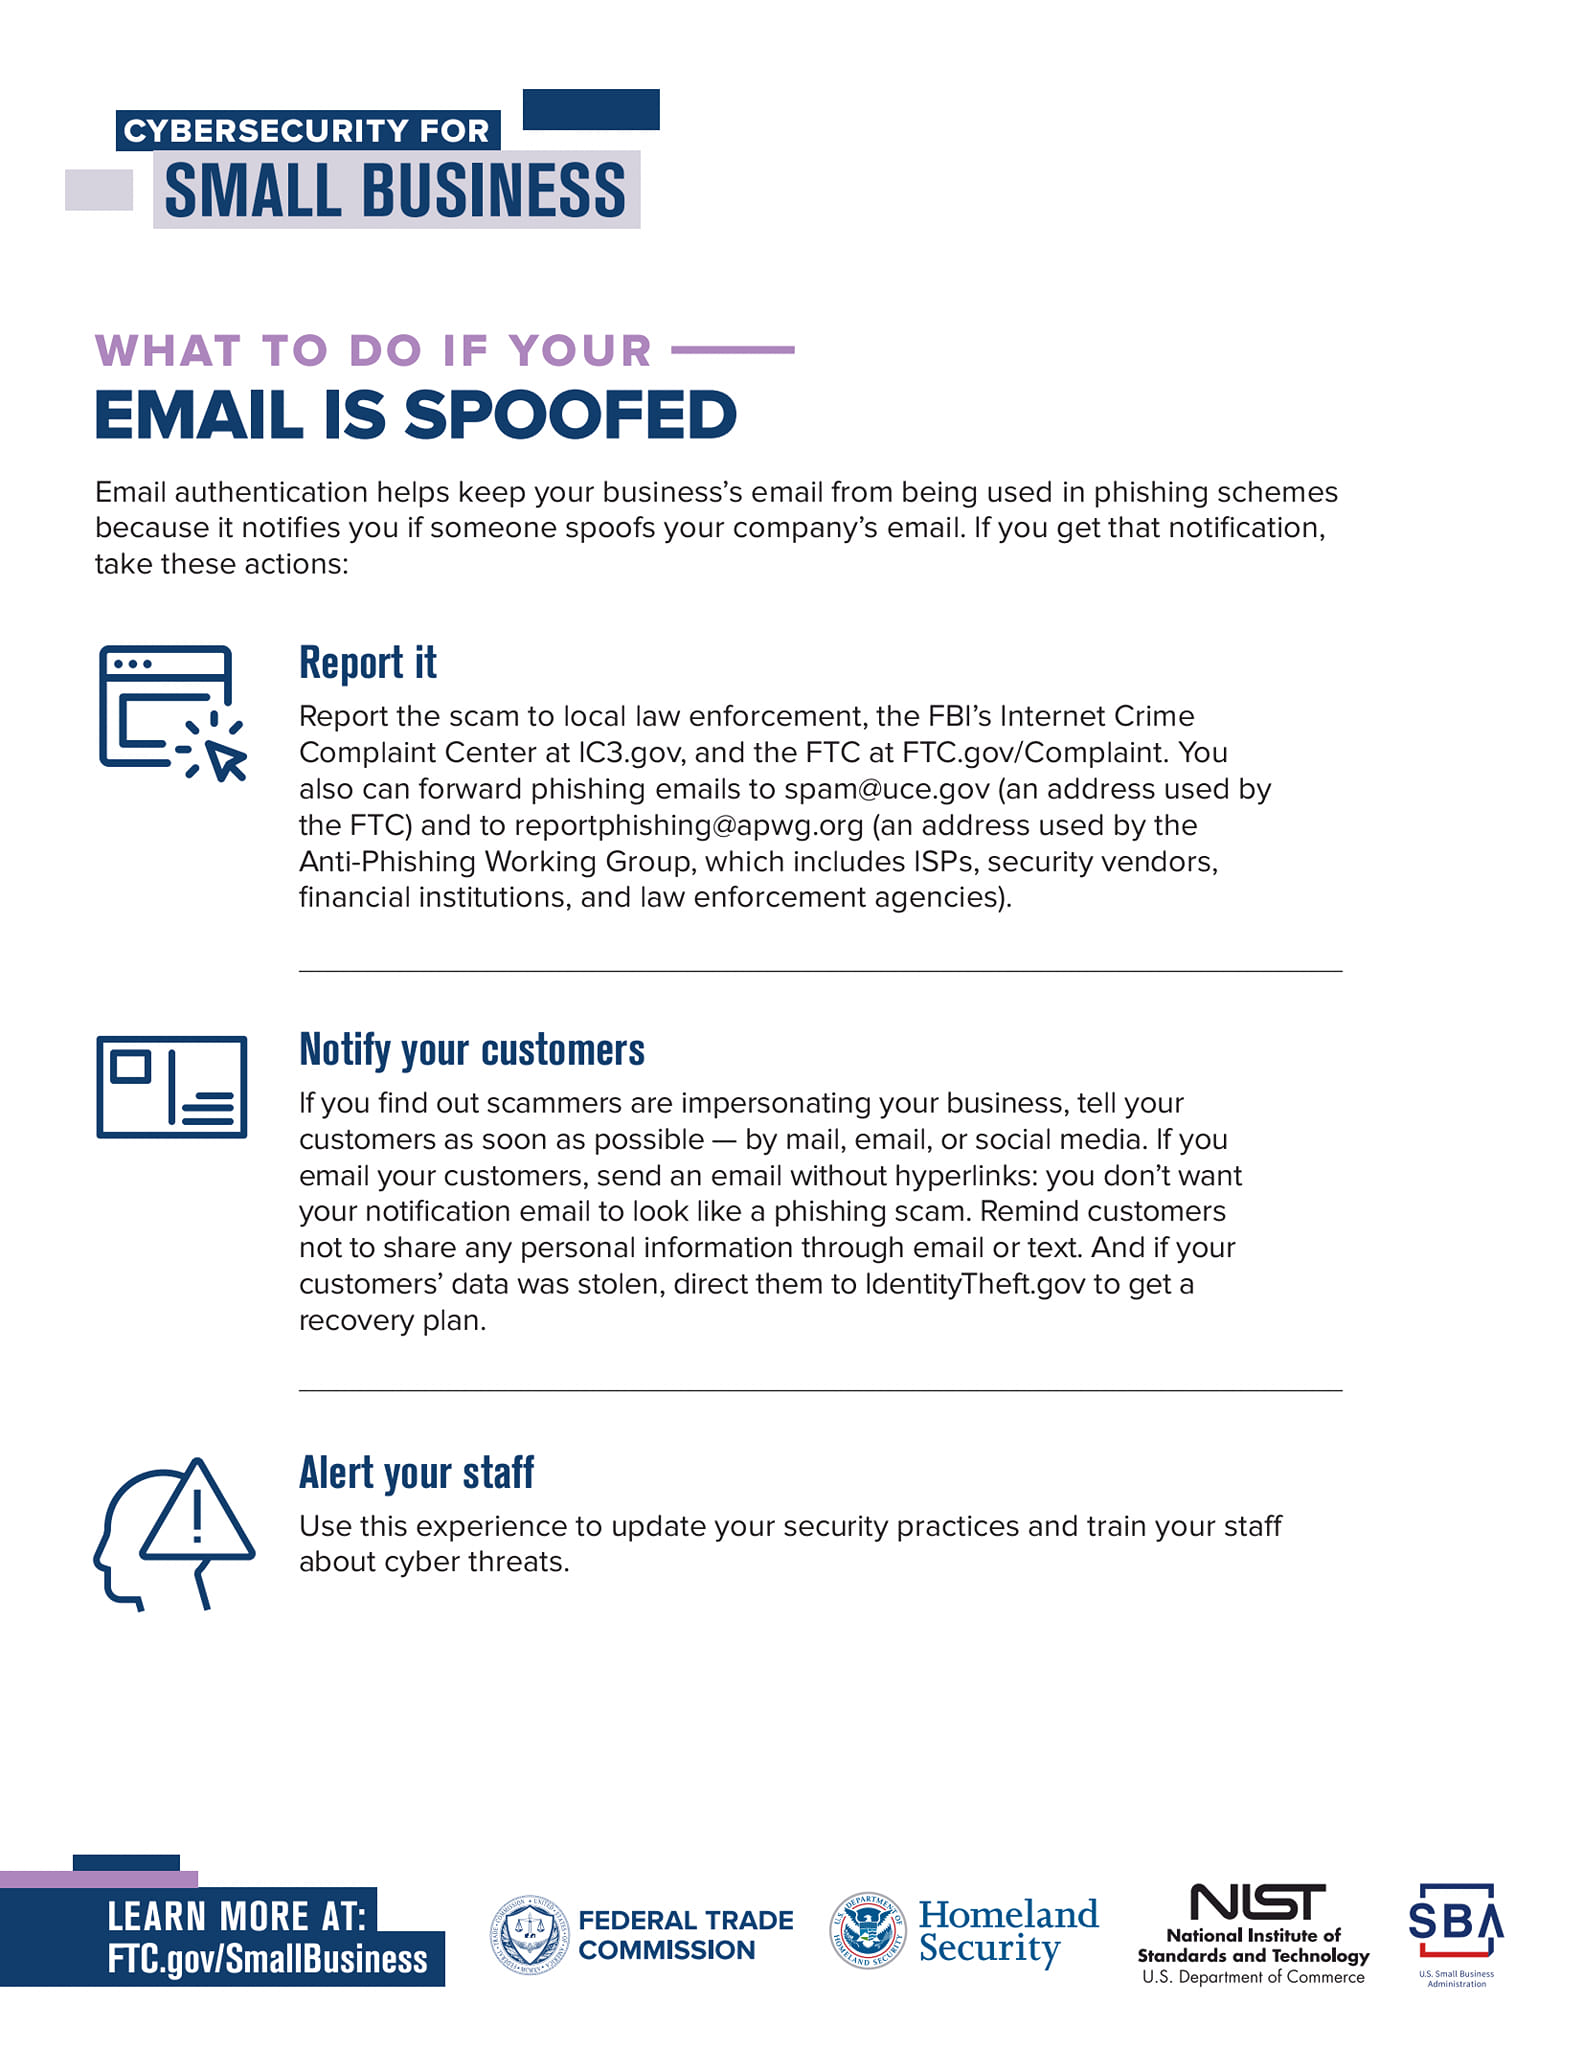 CYBERSECURITY FOR
SMALL BUSINESS
WHAT TO DO IF YOUR
EMAIL IS SPOOFED
Email authentication helps keep your business’s email from being used in phishing schemes
because it notifies you if someone spoofs your company’s email. If you get that notification,
take these actions:
Report it
Report the scam to local law enforcement, the FBI’s Internet Crime
Complaint Center at IC3.gov, and the FTC at FTC.gov/Complaint. You
also can forward phishing emails to spam@uce.gov (an address used by
the FTC) and to reportphishing@apwg.org (an address used by the
Anti-Phishing Working Group, which includes ISPs, security vendors,
financial institutions, and law enforcement agencies).
Notify your customers
If you find out scammers are impersonating your business, tell your
customers as soon as possible — by mail, email, or social media. If you
email your customers, send an email without hyperlinks: you don’t want
your notification email to look like a phishing scam. Remind customers
not to share any personal information through email or text. And if your
customers’ data was stolen, direct them to IdentityTheft.gov to get a
recovery plan.
Alert your staff
Use this experience to update your security practices and train your staff
about cyber threats.
LEARN MORE AT:
FTC.gov/SmallBusiness
FEDERAL TRADE
COMMISSION
U.S. DEPARTMENT OF
HOMELAND SECURITY
Homeland
Security
NIST
National Institute of
Standards and Technology
U.S. Department of Commerce
SBA
U.S. Small Business
Administration